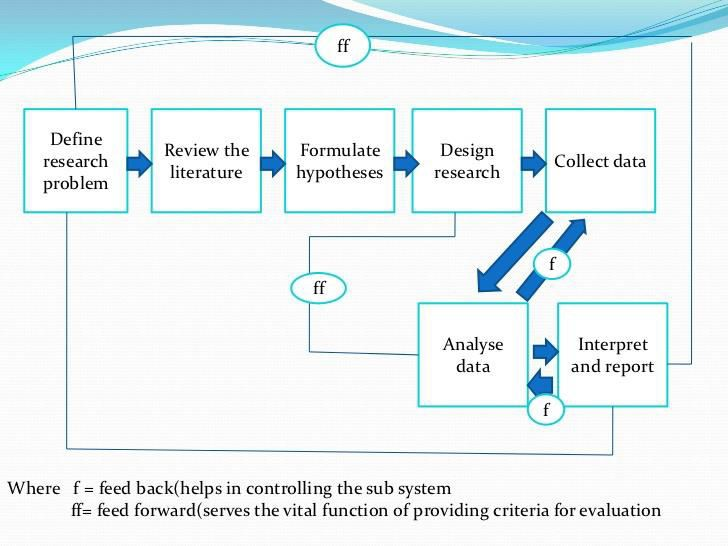 ff
Define
research
problem
Review the
literature
Formulate
hypotheses
Design
research
Collect data
f
ff
Analyse
data
Interpret
and report
f
Where f = feed back(helps in controlling the sub system
ff= feed forward(serves the vital function of providing criteria for evaluation